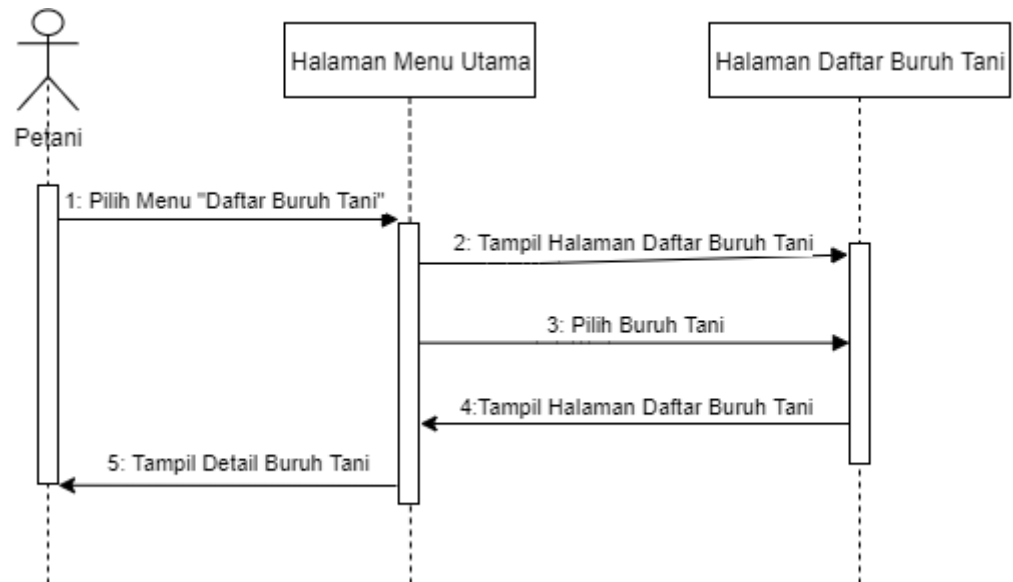 Halaman Menu Utama
Halaman Daftar Buruh Tani
Petani
1: Pilih Menu "Daftar Buruh Tani"
2: Tampil Halaman Daftar Buruh Tani
3: Pilih Buruh Tani
4:Tampil Halaman Daftar Buruh Tani
5: Tampil Detail Buruh Tani